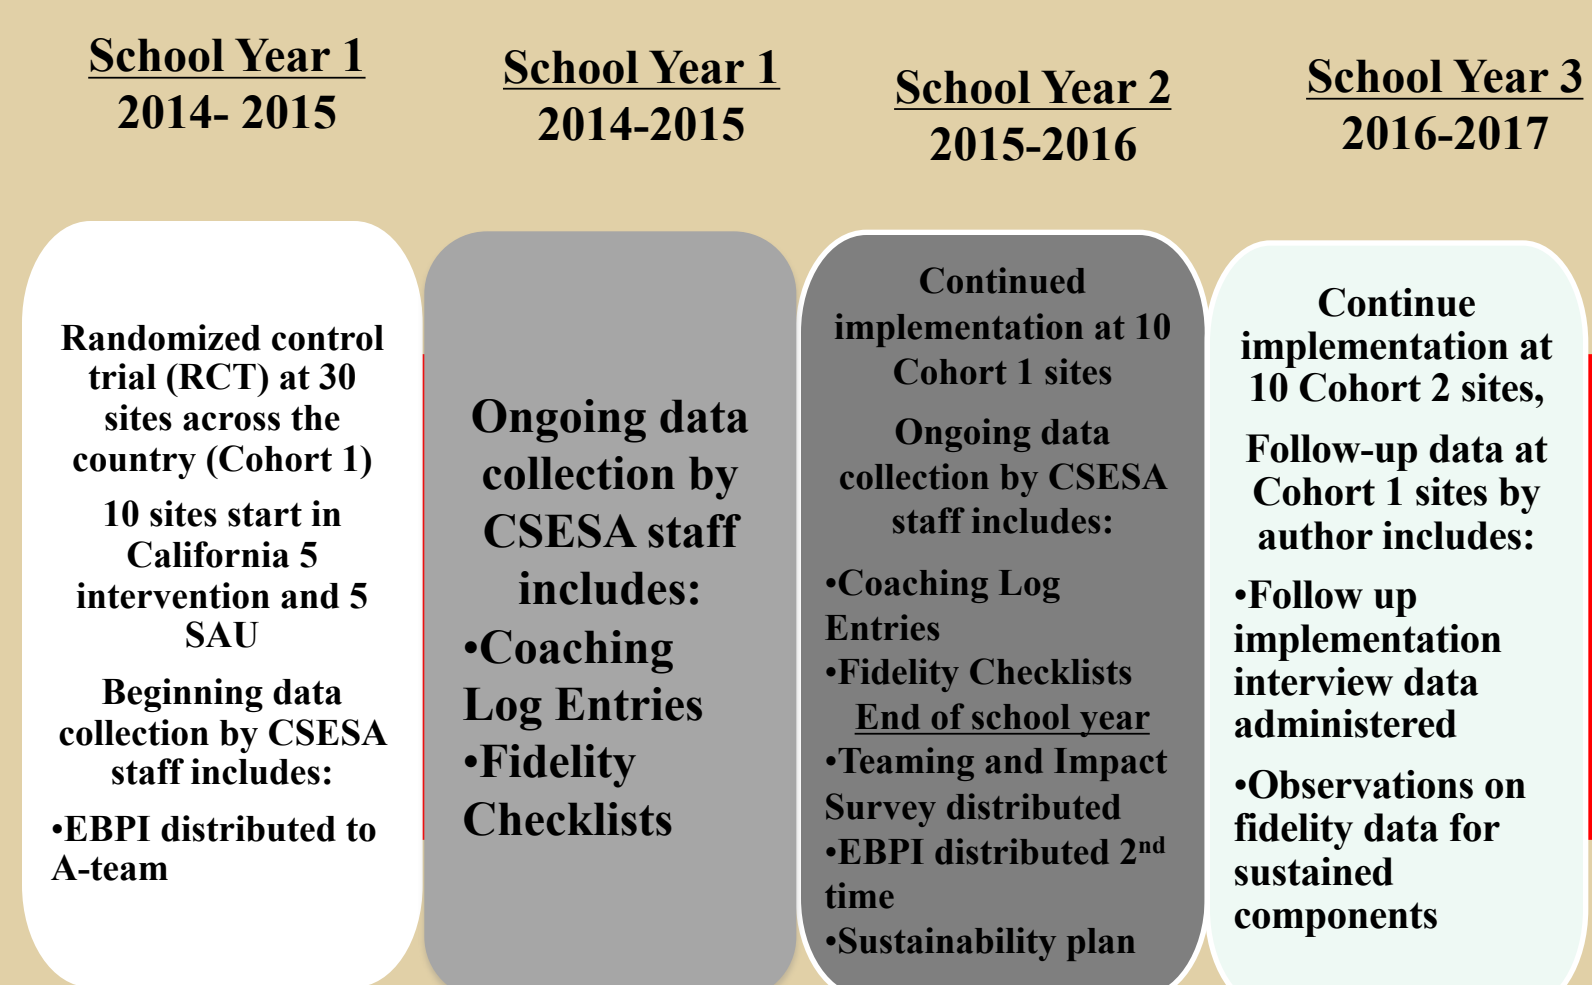 School Year 1
2014- 2015
Randomized control
trial (RCT) at 30
sites across the
country (Cohort 1)
10 sites start in
California 5
intervention and 5
SAU
Beginning data
collection by CSESA
staff includes:
•EBPI distributed to
A-team
School Year 1
2014-2015
Ongoing data
collection by
CSESA staff
includes:
•Coaching
Log Entries
•Fidelity
Checklists
School Year 2
2015-2016
Continued
implementation at 10
Cohort 1 sites
Ongoing data
collection by CSESA
staff includes:
•Coaching Log
Entries
•Fidelity Checklists
End of school year
•Teaming and Impact
Survey distributed
•EBPI distributed 2nd
time
•Sustainability plan
School Year 3
2016-2017
Continue
implementation at
10 Cohort 2 sites,
Follow-up data at
Cohort 1 sites by
author includes:
•Follow up
implementation
interview data
administered
•Observations on
fidelity data for
sustained
components